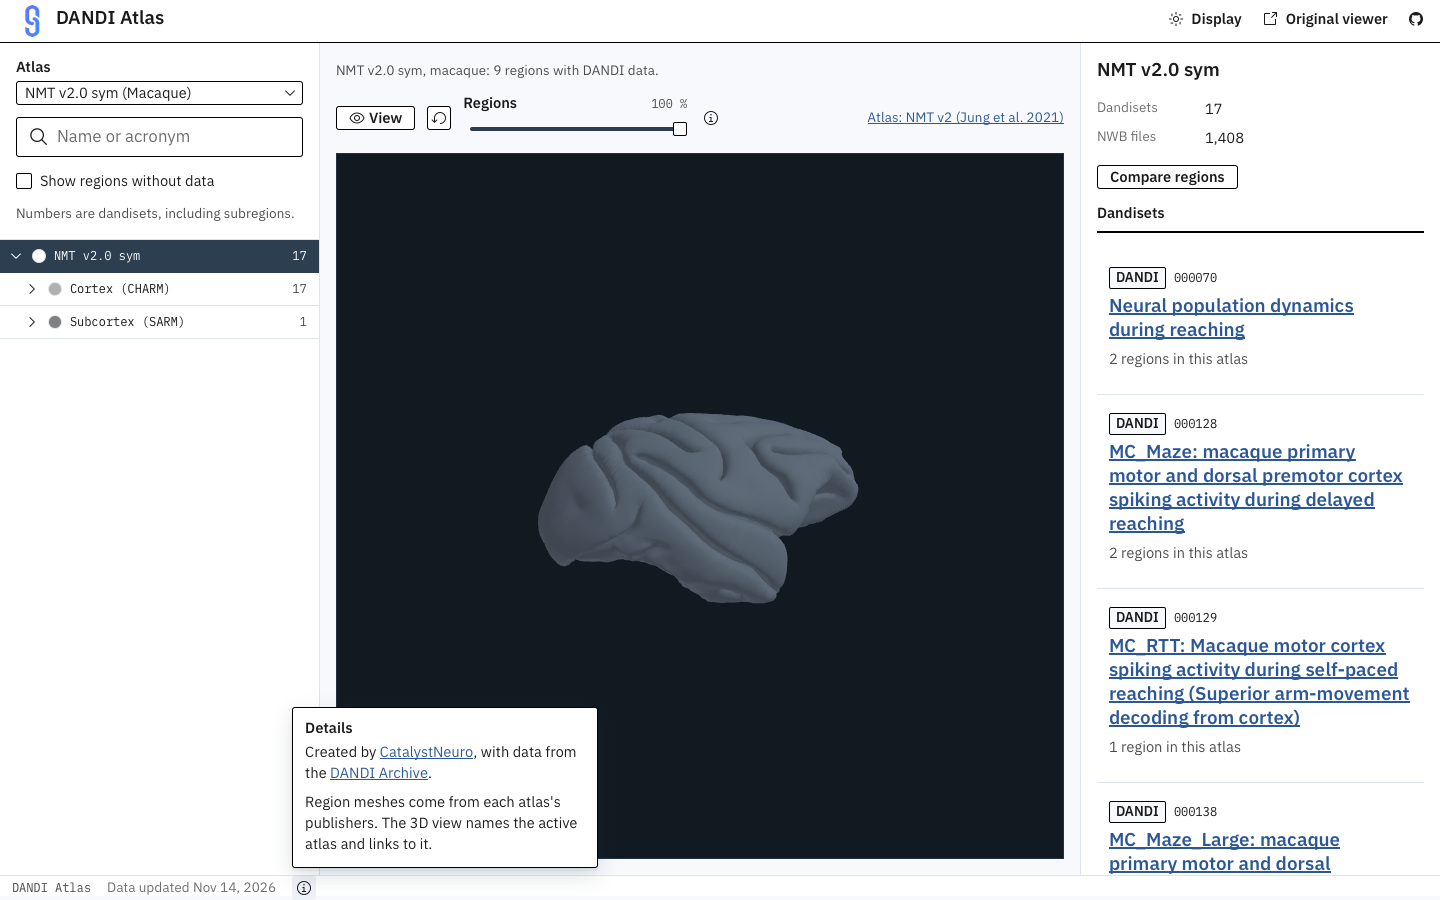 DANDI Atlas
Display
Original viewer
Atlas
NMT v2.0 sym (Macaque)
Name or acronym
Show regions without data
Numbers are dandisets, including subregions.
NMT v2.0 sym 17
Cortex (CHARM) 17
Subcortex (SARM) 1
NMT v2.0 sym, macaque: 9 regions with DANDI data.
View
Regions 100 %
Atlas: NMT v2 (Jung et al. 2021)
NMT v2.0 sym
Dandisets 17
NWB files 1,408
Compare regions
Dandisets
DANDI 000070
Neural population dynamics
during reaching
2 regions in this atlas
DANDI 000128
MC_Maze: macaque primary
motor and dorsal premotor cortex
spiking activity during delayed
reaching
2 regions in this atlas
DANDI 000129
MC_RTT: Macaque motor cortex
spiking activity during self-paced
reaching (Superior arm-movement
decoding from cortex)
1 region in this atlas
DANDI 000138
MC_Maze_Large: macaque
primary motor and dorsal
Details
Created by CatalystNeuro, with data from
the DANDI Archive.
Region meshes come from each atlas's
publishers. The 3D view names the active
atlas and links to it.
DANDI Atlas Data updated Nov 14, 2026